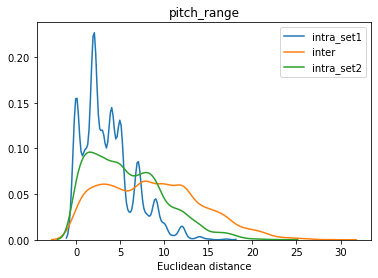 pitch_range
intra_set1
inter
intra_set2
0.20
0.15
0.10
0.05
0.00
0 5 10 15 20 25 30
Euclidean distance